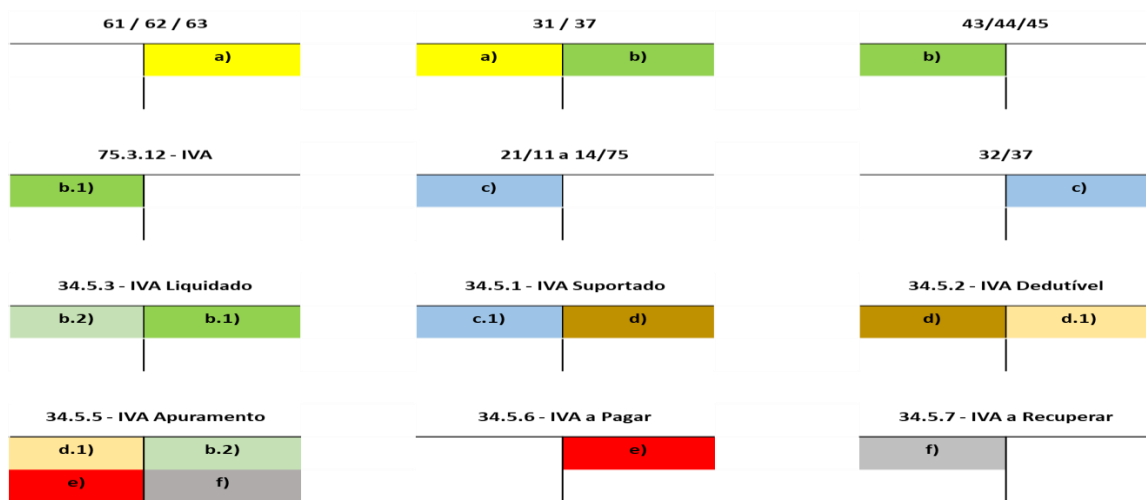 61 / 62 / 63 31 / 37 43/44/45
a) a) b) b)
75.3.12 - IVA 21/11 a 14/75 32/37
b.1) c) c)
34.5.3 - IVA Liquidado 34.5.1 - IVA Suportado 34.5.2 - IVA Dedutível
b.2) b.1) c.1) d) d) d.1)
34.5.5 - IVA Apuramento 34.5.6 - IVA a Pagar 34.5.7 - IVA a Recuperar
d.1) b.2) e) f)
e) f)